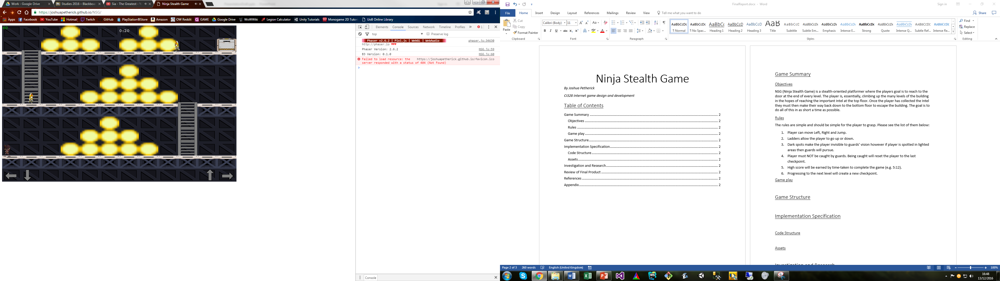 Work - Google Drive
Studies 2016 – Blackboa
Sia - The Greatest - Y
Ninja Stealth Game
https://joshuapetherick.github.io/NSG/
Apps Facebook YouTube Hotmail Twitch GitHub PlayStation®Store Amazon OW Reddit GAME Google Drive WoWWiki Legion Calculator Unity Tutorials Monogame 2D Tutori UoB Online Library
60
0:20
Elements Console Sources Network Timeline Profiles » 1
top Preserve log
Phaser v2.6.2 | Pixi.js | WebGL | WebAudio phaser.js:34630
http://phaser.io ♥♥♥
Phaser Version: 2.6.2 NSG.js:59
B3 Version: 0.1.0 NSG.js:60
Failed to load resource: the https://joshuapetherick.github.io/favicon.ico
server responded with a status of 404 (Not Found)
Console
FinalReport.docx - Word
Sign in
File Home Insert Design Layout References Mailings Review View Tell me what you want to do Share
Paste
Cut
Copy
Format Painter
Clipboard
Calibri (Body) 11
Font
Paragraph
¶ Normal ¶ No Spac... Heading 1 Heading 2 Heading 3 Title Subtitle Subtle Em... Emphasis Intense E... Strong Quote Intense Q... Subtle Ref... Intense Re...
Styles
Find
Replace
Select
Editing
Ninja Stealth Game
By Joshua Petherick
Ci328 Internet game design and development
Table of Contents
Game Summary 2
Objectives 2
Rules 2
Game play 2
Game Structure 2
Implementation Specification 2
Code Structure 2
Assets 2
Investigation and Research 2
Review of Final Product 2
References 2
Appendix 2
Game Summary
Objectives
NSG (Ninja Stealth Game) is a stealth-oriented platformer where the players goal is to reach to the
door at the end of every level. The player is, essentially, climbing up the many levels of the building
in the hopes of reaching the important Intel at the top floor. Once the player has collected the Intel
they must then make their way back down to the bottom floor to escape the building. The goal is to
do all of this in as short a time as possible.
Rules
The rules are simple and should be simple for the player to grasp. Please see the list of them below:
1. Player can move Left, Right and Jump.
2. Ladders allow the player to go up or down.
3. Dark spots make the player invisible to guards' vision however if player is spotted in lighted
areas then guards will pursue.
4. Player must NOT be caught by guards. Being caught will reset the player to the last
checkpoint.
5. High score will be earned by time-taken to complete the game (e.g. 5:12).
6. Progressing to the next level will create a new checkpoint.
Game play
Game Structure
Implementation Specification
Code Structure
Assets
Investigation and Research
Page 2 of 3 260 words English (United Kingdom) 100%
16:48
13/12/2016